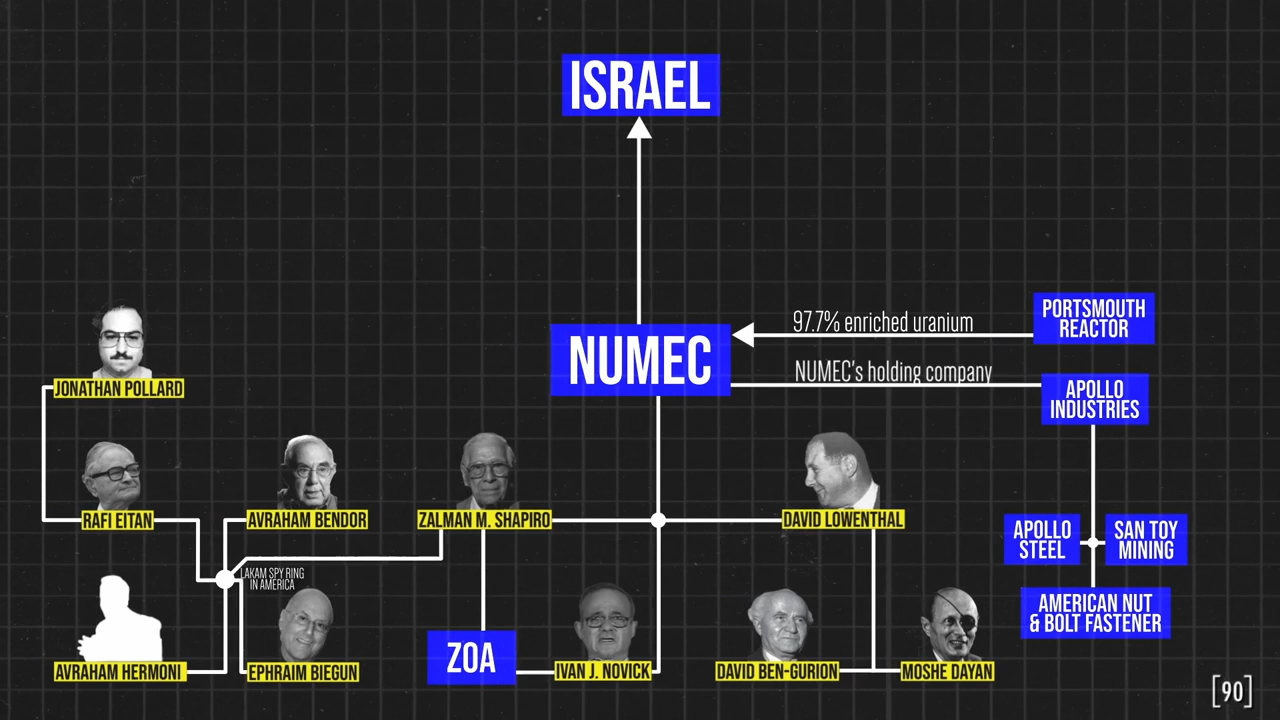 ISRAEL
NUMEC
97.7% enriched uranium
PORTSMOUTH
REACTOR
NUMEC's holding company
APOLLO
INDUSTRIES
JONATHAN POLLARD
RAFI EITAN
AVRAHAM BENDOR
ZALMAN M. SHAPIRO
DAVID LOWENTHAL
APOLLO
STEEL
SAN TOY
MINING
LAKAM SPY RING
IN AMERICA
AMERICAN NUT
& BOLT FASTENER
AVRAHAM HERMONI
EPHRAIM BIEGUN
ZOA
IVAN J. NOVICK
DAVID BEN-GURION
MOSHE DAYAN
[90]